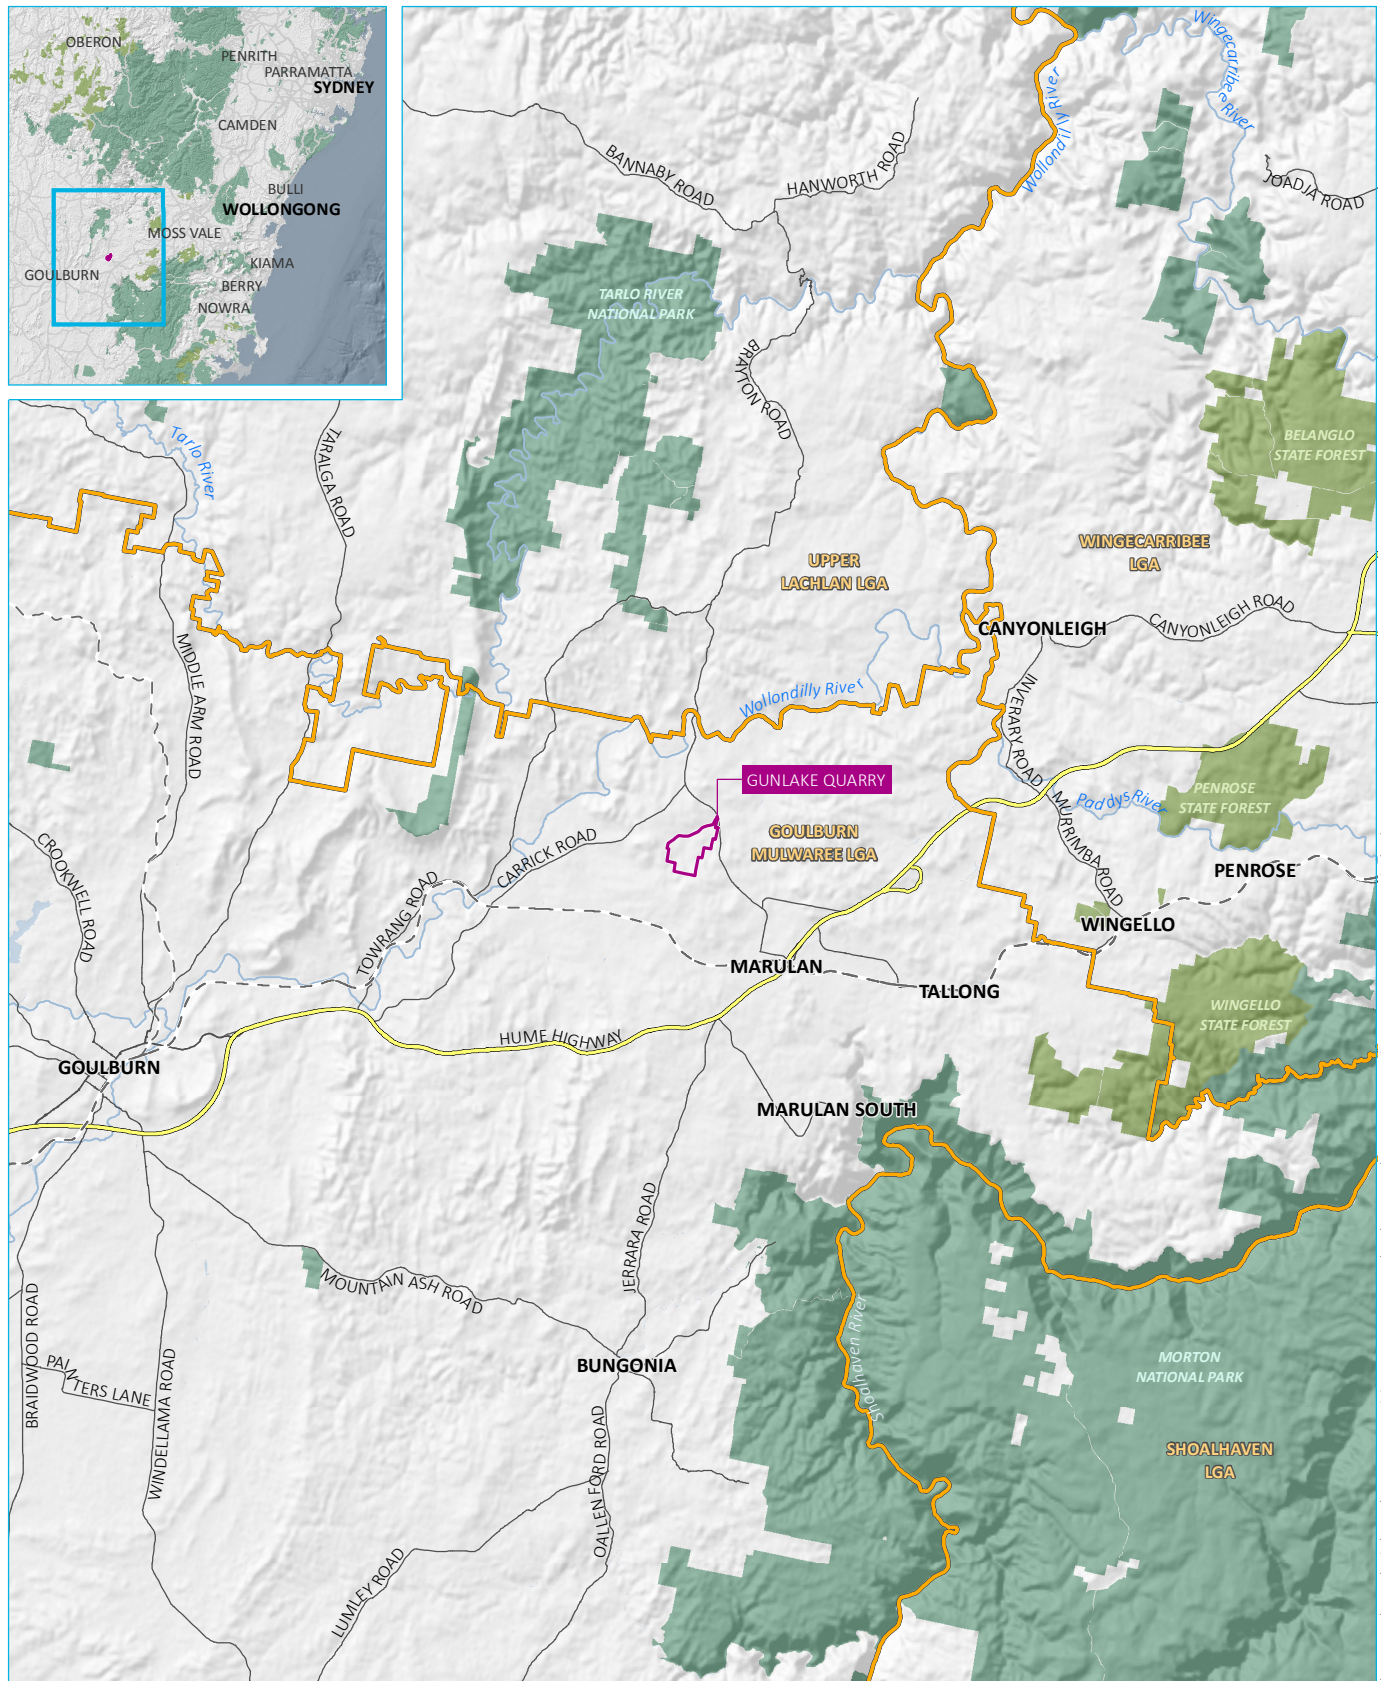 OBERON
PENRITH
PARRAMATTA
SYDNEY
CAMDEN
BULLI
WOLLONGONG
MOSS VALE
GOULBURN
KIAMA
BERRY
NOWRA
Wingecarribee River
Wollondilly River
BANNABY ROAD
HANWORTH ROAD
JOADJA ROAD
TARLO RIVER
NATIONAL PARK
BRAYTON ROAD
Tarlo River
TARALGA ROAD
BELANGLO
STATE FOREST
UPPER
LACHLAN LGA
WINGECARRIBEE
LGA
CANYONLEIGH
CANYONLEIGH ROAD
MIDDLE ARM ROAD
Wollondilly River
INVERARY ROAD
GUNLAKE QUARRY
PENROSE
STATE FOREST
Paddys River
MURRIMBA ROAD
GOULBURN
MULWAREE LGA
CROOKWELL ROAD
CARRICK ROAD
TOWRANG ROAD
PENROSE
WINGELLO
MARULAN
TALLONG
WINGELLO
STATE FOREST
HUME HIGHWAY
GOULBURN
MARULAN SOUTH
JERRARA ROAD
MOUNTAIN ASH ROAD
BRAIDWOOD ROAD
PAINTERS LANE
WINDELLAMA ROAD
BUNGONIA
Shoalhaven River
MORTON
NATIONAL PARK
SHOALHAVEN
LGA
OALLEN FORD ROAD
LUMLEY ROAD